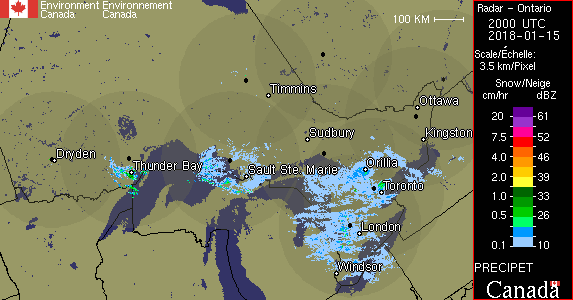 Environment Environnement
Canada Canada
100 KM
Timmins
Ottawa
Sudbury
Kingston
Dryden
Thunder Bay
Sault Ste. Marie
Orillia
Toronto
London
Windsor
Radar - Ontario
2000 UTC
2018-01-15
Scale/Échelle:
3.5 km/Pixel
Snow/Neige
cm/hr dBZ
20 61
7.5 57
5.5 52
4.0 46
2.0 39
1.0 33
0.5 26
0.1 10
PRECIPET
Canada